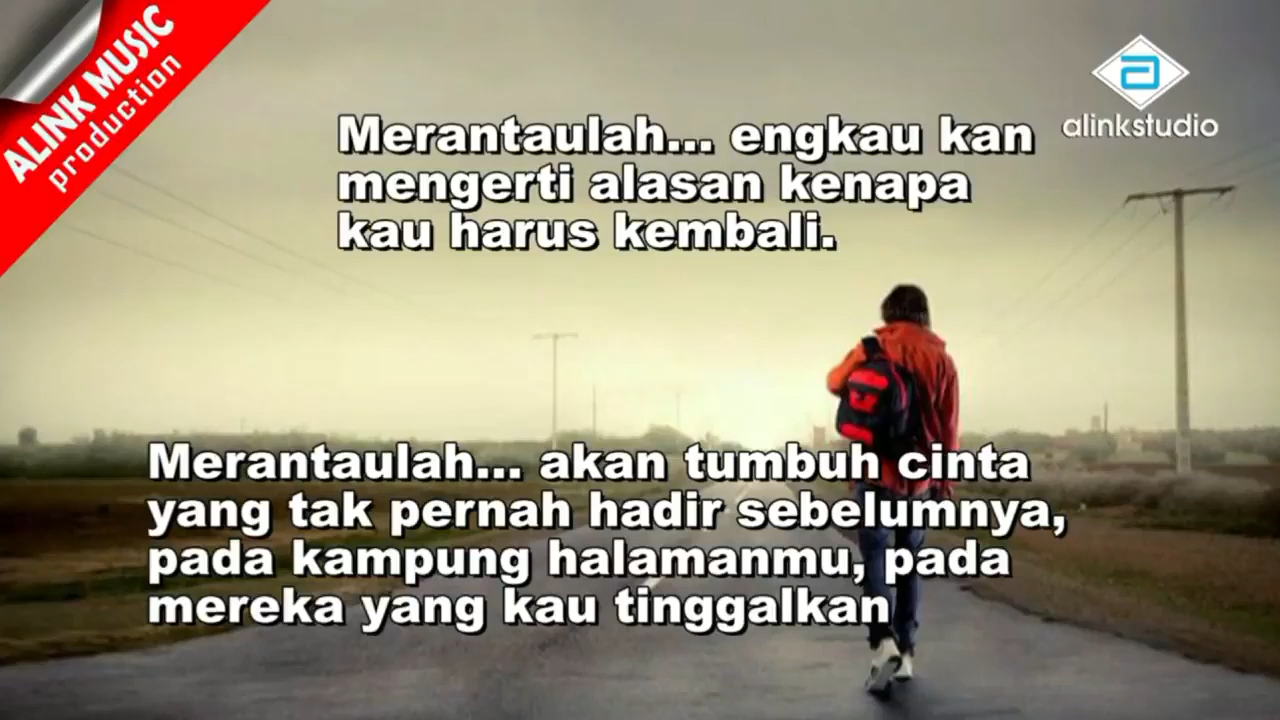 ALINK MUSIC
production
alinkstudio
Merantaulah... engkau kan
mengerti alasan kenapa
kau harus kembali.
Merantaulah... akan tumbuh cinta
yang tak pernah hadir sebelumnya,
pada kampung halamanmu, pada
mereka yang kau tinggalkan